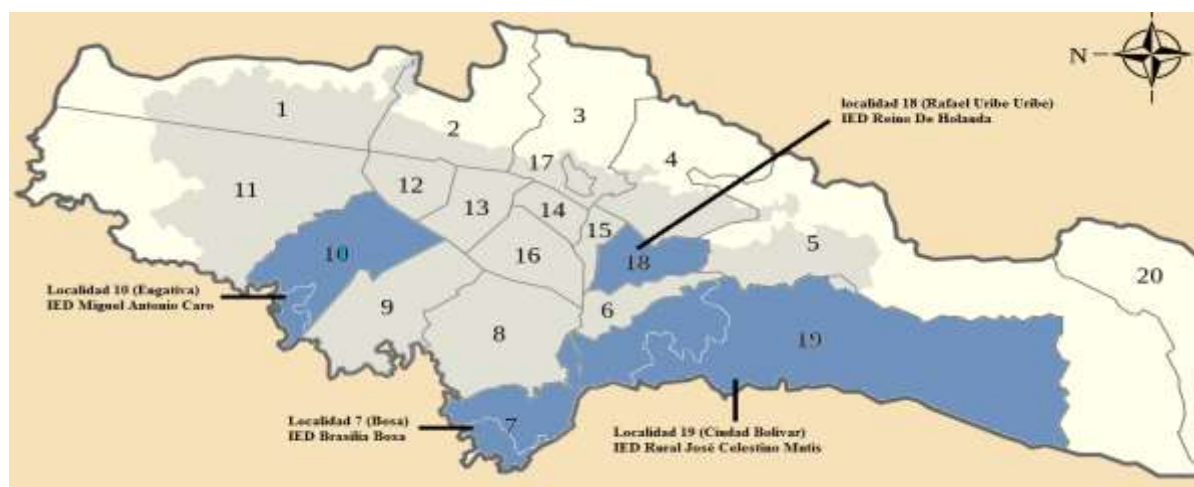 N
1
2
3
localidad 18 (Rafael Uribe Uribe)
IED Reino De Holanda
4
17
12
11
13
14
15
5
10
16
18
20
Localidad 10 (Engativa)
IED Miguel Antonio Caro
9
6
8
19
Localidad 7 (Bosa)
IED Brasilia Bosa
7
Localidad 19 (Ciudad Bolivar)
IED Rural José Celestino Mutis